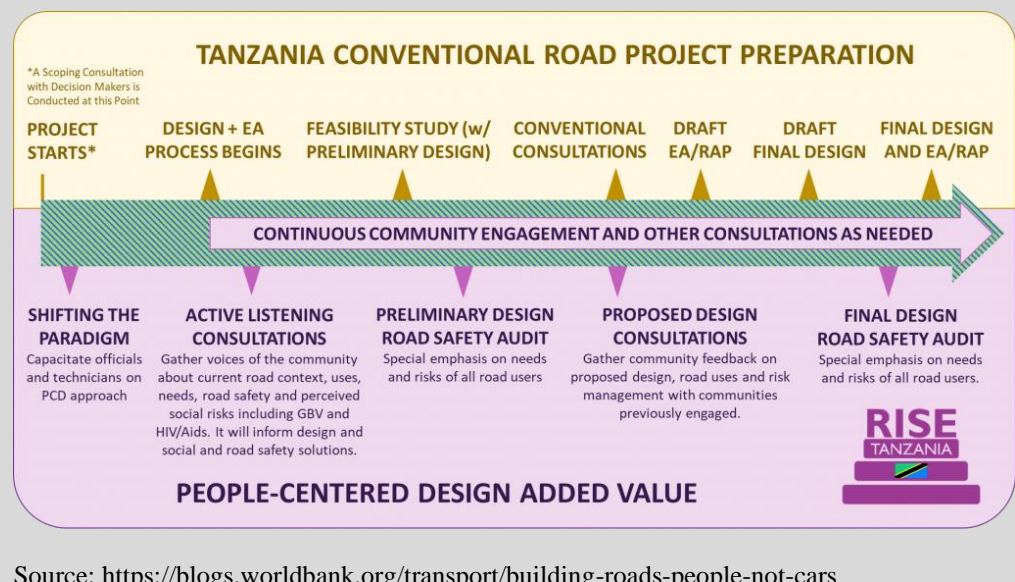 TANZANIA CONVENTIONAL ROAD PROJECT PREPARATION
*A Scoping Consultation
with Decision Makers is
Conducted at this Point
PROJECT
STARTS*
DESIGN + EA
PROCESS BEGINS
FEASIBILITY STUDY (w/
PRELIMINARY DESIGN)
CONVENTIONAL
CONSULTATIONS
DRAFT
EA/RAP
DRAFT
FINAL DESIGN
FINAL DESIGN
AND EA/RAP
CONTINUOUS COMMUNITY ENGAGEMENT AND OTHER CONSULTATIONS AS NEEDED
SHIFTING THE
PARADIGM
Capacitate officials
and technicians on
PCD approach
ACTIVE LISTENING
CONSULTATIONS
Gather voices of the community
about current road context, uses,
needs, road safety and perceived
social risks including GBV and
HIV/Aids. It will inform design and
social and road safety solutions.
PRELIMINARY DESIGN
ROAD SAFETY AUDIT
Special emphasis on needs
and risks of all road users
PROPOSED DESIGN
CONSULTATIONS
Gather community feedback on
proposed design, road uses and risk
management with communities
previously engaged.
FINAL DESIGN
ROAD SAFETY AUDIT
Special emphasis on needs
and risks of all road users.
RISE
TANZANIA
PEOPLE-CENTERED DESIGN ADDED VALUE
Source: https://blogs.worldbank.org/transport/building-roads-people-not-cars